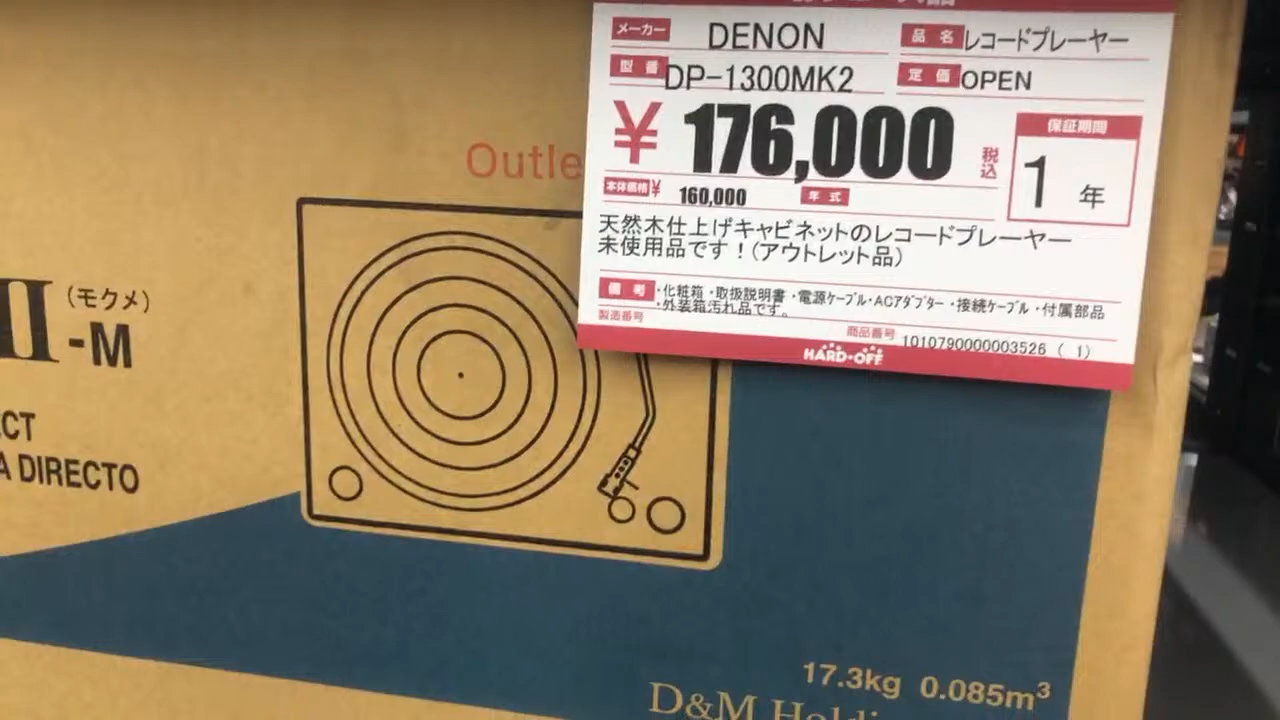 メーカー DENON 品名 レコードプレーヤー
型番 DP-1300MK2 定価 OPEN
¥ 176,000 税込
保証期間
1年
本体価格¥ 160,000 年式
天然木仕上げキャビネットのレコードプレーヤー
未使用品です！（アウトレット品）
備考 ・化粧箱 ・取扱説明書 ・電源ケーブル・ACアダプター ・接続ケーブル ・付属部品
・外装箱汚れ品です。
製造番号
商品番号 1010790000003526 ( 1)
HARD・OFF
Outle
II (モクメ)
-M
CT
A DIRECTO
17.3kg 0.085m³
D&M